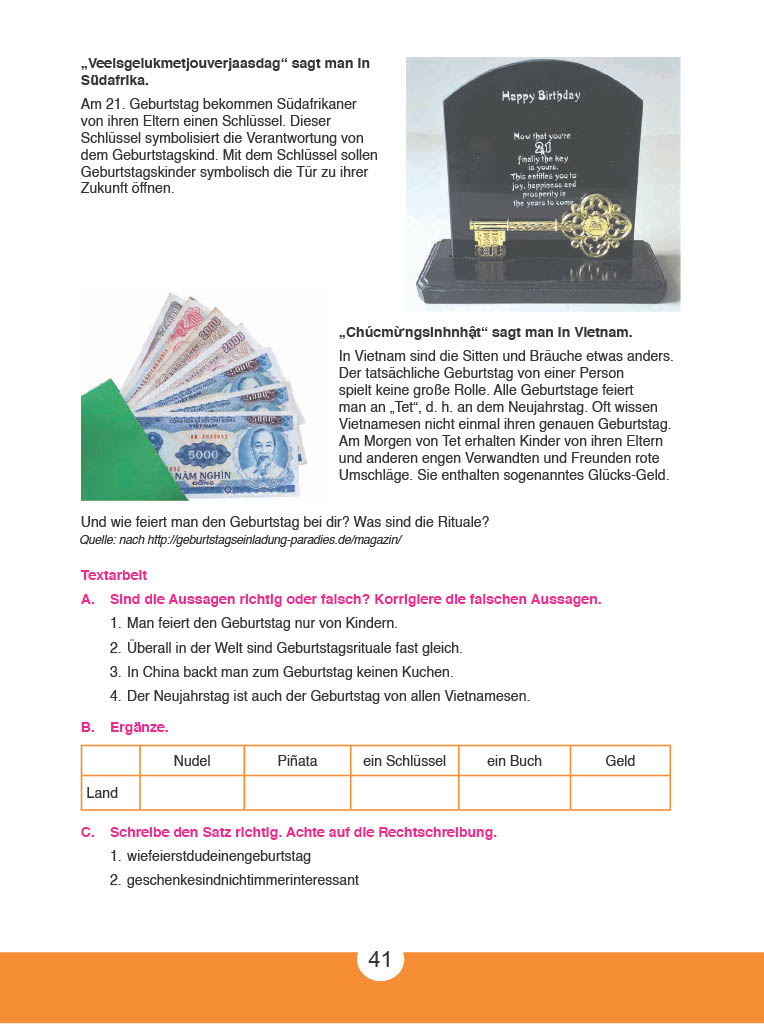 „Veelsgelukmetjouverjaasdag“ sagt man in
Südafrika.
Am 21. Geburtstag bekommen Südafrikaner
von ihren Eltern einen Schlüssel. Dieser
Schlüssel symbolisiert die Verantwortung von
dem Geburtstagskind. Mit dem Schlüssel sollen
Geburtstagskinder symbolisch die Tür zu ihrer
Zukunft öffnen.
Happy Birthday
Now that you're
21
finally the key
is yours.
This entitles you to
joy, happiness and
prosperity in
the years to come
„Chúcmừngsinhnhật“ sagt man in Vietnam.
In Vietnam sind die Sitten und Bräuche etwas anders.
Der tatsächliche Geburtstag von einer Person
spielt keine große Rolle. Alle Geburtstage feiert
man an „Tet“, d. h. an dem Neujahrstag. Oft wissen
Vietnamesen nicht einmal ihren genauen Geburtstag.
Am Morgen von Tet erhalten Kinder von ihren Eltern
und anderen engen Verwandten und Freunden rote
Umschläge. Sie enthalten sogenanntes Glücks-Geld.
2000
2000
5000
5000
VIỆT NAM
5000
NĂM NGHÌN
ĐỒNG
Und wie feiert man den Geburtstag bei dir? Was sind die Rituale?
Quelle: nach http://geburtstagseinladung-paradies.de/magazin/
Textarbeit
A. Sind die Aussagen richtig oder falsch? Korrigiere die falschen Aussagen.
1. Man feiert den Geburtstag nur von Kindern.
2. Überall in der Welt sind Geburtstagsrituale fast gleich.
3. In China backt man zum Geburtstag keinen Kuchen.
4. Der Neujahrstag ist auch der Geburtstag von allen Vietnamesen.
B. Ergänze.
Nudel Piñata ein Schlüssel ein Buch Geld
Land
C. Schreibe den Satz richtig. Achte auf die Rechtschreibung.
1. wiefeierstdudeinengeburtstag
2. geschenkesindnichtimmerinteressant
41